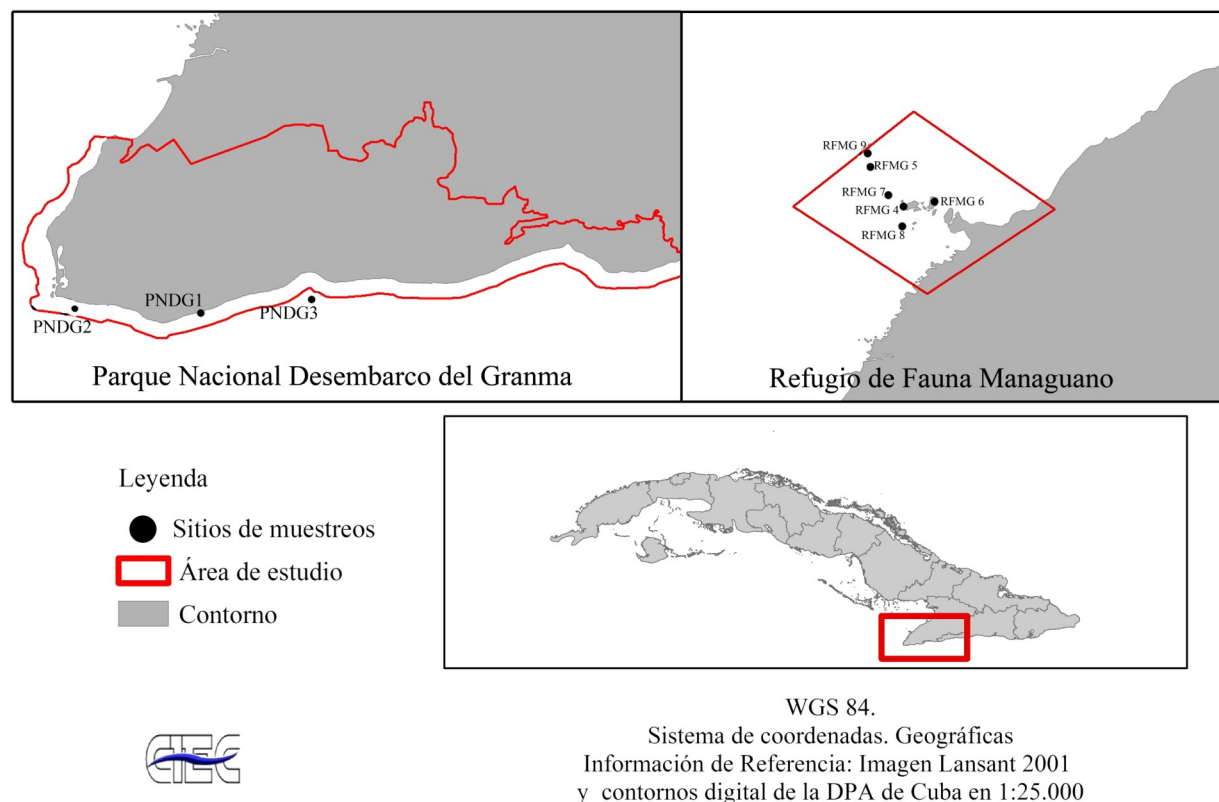 PNDG1
PNDG2
PNDG3
Parque Nacional Desembarco del Granma
RFMG 9
RFMG 5
RFMG 7
RFMG 4
RFMG 6
RFMG 8
Refugio de Fauna Managuano
Leyenda
Sitios de muestreos
Área de estudio
Contorno
CIEC
WGS 84.
Sistema de coordenadas. Geográficas
Información de Referencia: Imagen Lansant 2001
y contornos digital de la DPA de Cuba en 1:25.000